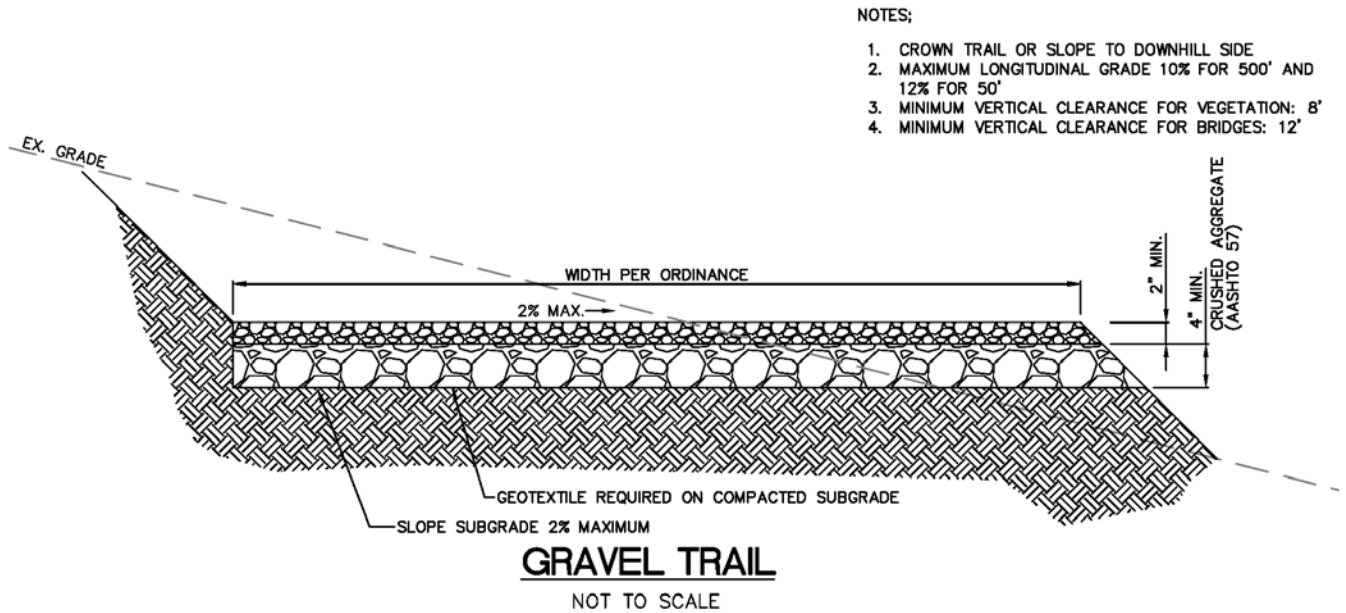 NOTES;
1. CROWN TRAIL OR SLOPE TO DOWNHILL SIDE
2. MAXIMUM LONGITUDINAL GRADE 10% FOR 500' AND
12% FOR 50'
3. MINIMUM VERTICAL CLEARANCE FOR VEGETATION: 8'
4. MINIMUM VERTICAL CLEARANCE FOR BRIDGES: 12'
EX. GRADE
WIDTH PER ORDINANCE
2% MAX.
2" MIN.
4" MIN.
CRUSHED AGGREGATE
(AASHTO 57)
GEOTEXTILE REQUIRED ON COMPACTED SUBGRADE
SLOPE SUBGRADE 2% MAXIMUM
GRAVEL TRAIL
NOT TO SCALE